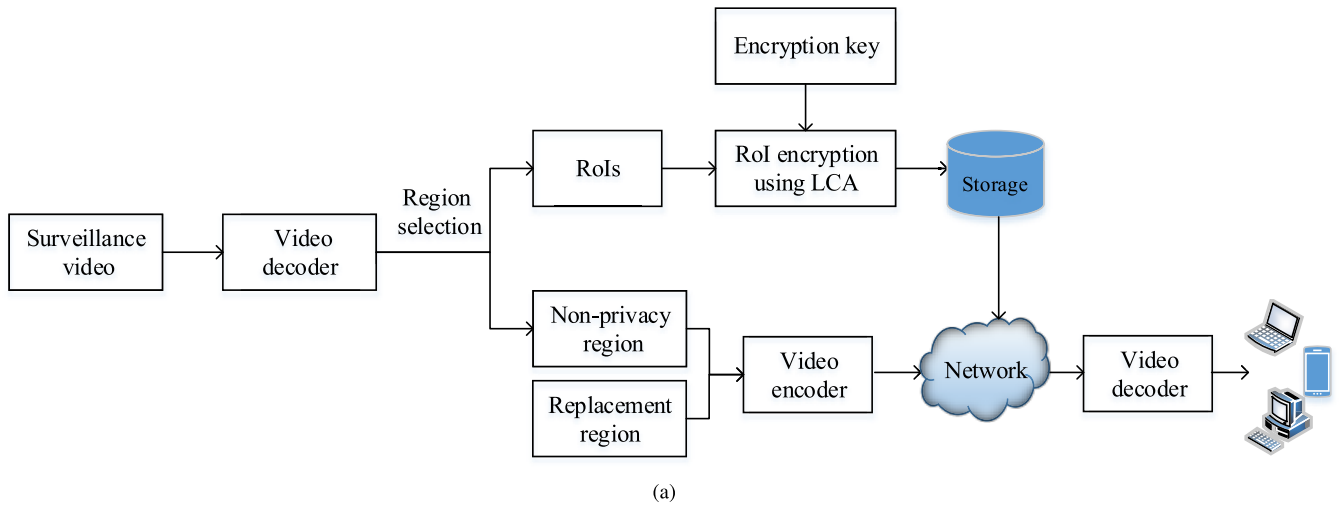 Encryption key
RoIs
RoI encryption
using LCA
Storage
Region
selection
Surveillance
video
Video
decoder
Non-privacy
region
Replacement
region
Video
encoder
Network
Video
decoder
(a)